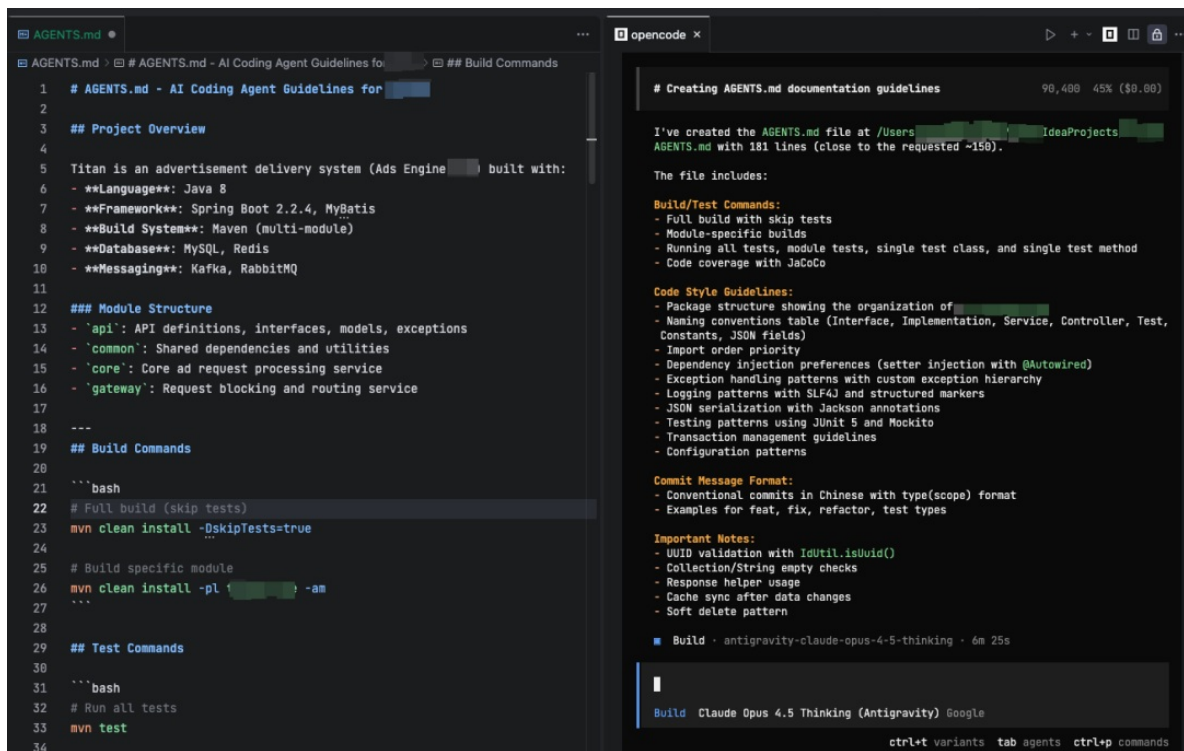 AGENTS.md
AGENTS.md > # AGENTS.md - AI Coding Agent Guidelines for > ## Build Commands
1 # AGENTS.md - AI Coding Agent Guidelines for
2
3 ## Project Overview
4
5 Titan is an advertisement delivery system (Ads Engine ) built with:
6 - **Language**: Java 8
7 - **Framework**: Spring Boot 2.2.4, MyBatis
8 - **Build System**: Maven (multi-module)
9 - **Database**: MySQL, Redis
10 - **Messaging**: Kafka, RabbitMQ
11
12 ### Module Structure
13 - `api`: API definitions, interfaces, models, exceptions
14 - `common`: Shared dependencies and utilities
15 - `core`: Core ad request processing service
16 - `gateway`: Request blocking and routing service
17
18 ---
19 ## Build Commands
20
21 ```bash
22 # Full build (skip tests)
23 mvn clean install -DskipTests=true
24
25 # Build specific module
26 mvn clean install -pl -am
27 ```
28
29 ## Test Commands
30
31 ```bash
32 # Run all tests
33 mvn test
34
opencode
# Creating AGENTS.md documentation guidelines 90,400 45% ($0.00)
I've created the AGENTS.md file at /Users IdeaProjects
AGENTS.md with 181 lines (close to the requested ~150).
The file includes:
Build/Test Commands:
- Full build with skip tests
- Module-specific builds
- Running all tests, module tests, single test class, and single test method
- Code coverage with JaCoCo
Code Style Guidelines:
- Package structure showing the organization of
- Naming conventions table (Interface, Implementation, Service, Controller, Test,
Constants, JSON fields)
- Import order priority
- Dependency injection preferences (setter injection with @Autowired)
- Exception handling patterns with custom exception hierarchy
- Logging patterns with SLF4J and structured markers
- JSON serialization with Jackson annotations
- Testing patterns using JUnit 5 and Mockito
- Transaction management guidelines
- Configuration patterns
Commit Message Format:
- Conventional commits in Chinese with type(scope) format
- Examples for feat, fix, refactor, test types
Important Notes:
- UUID validation with IdUtil.isUuid()
- Collection/String empty checks
- Response helper usage
- Cache sync after data changes
- Soft delete pattern
Build · antigravity-claude-opus-4-5-thinking · 6m 25s
Build Claude Opus 4.5 Thinking (Antigravity) Google
ctrl+t variants tab agents ctrl+p commands